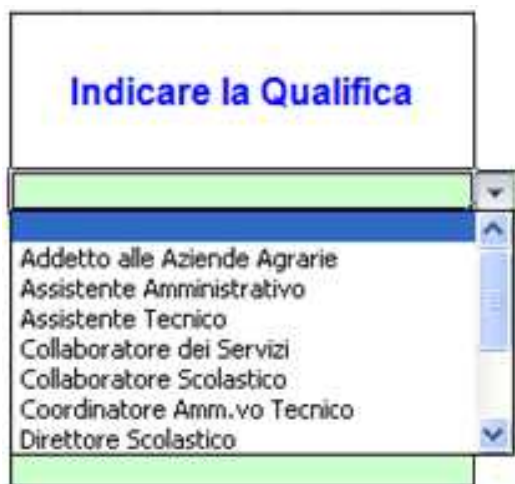 Indicare la Qualifica
Addetto alle Aziende Agrarie
Assistente Amministrativo
Assistente Tecnico
Collaboratore dei Servizi
Collaboratore Scolastico
Coordinatore Amm.vo Tecnico
Direttore Scolastico